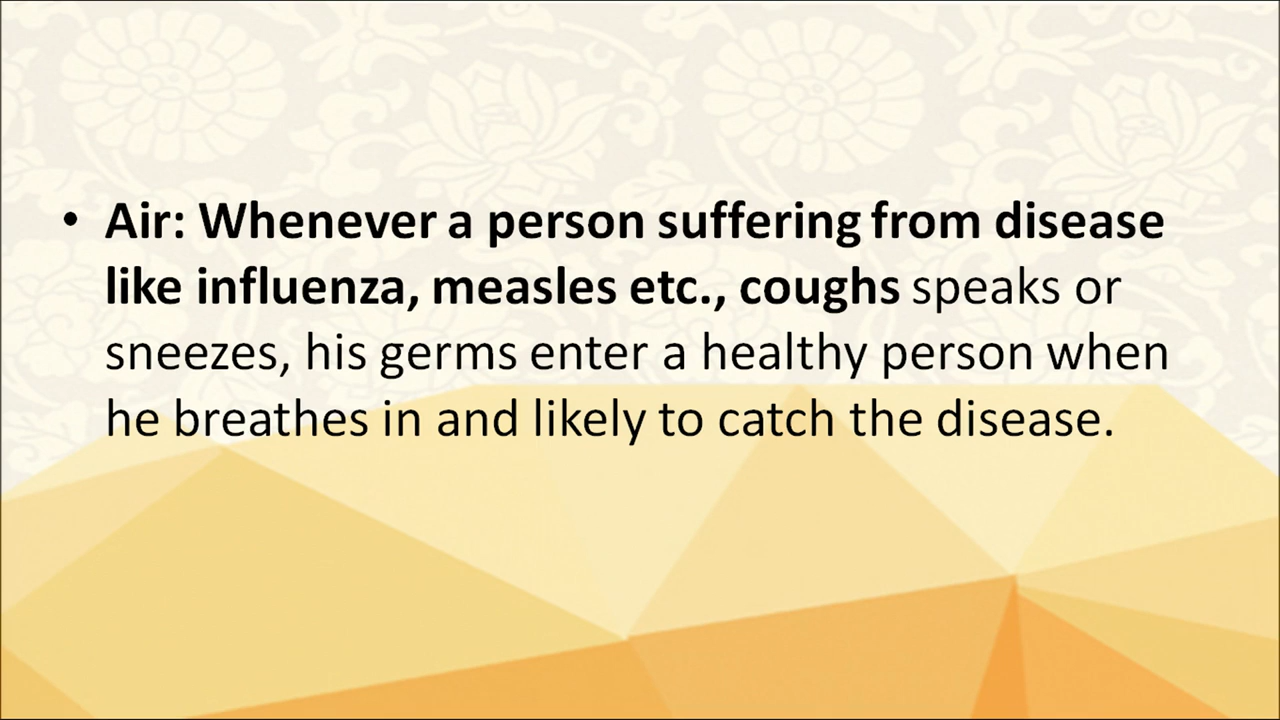 • Air: Whenever a person suffering from disease
like influenza, measles etc., coughs speaks or
sneezes, his germs enter a healthy person when
he breathes in and likely to catch the disease.